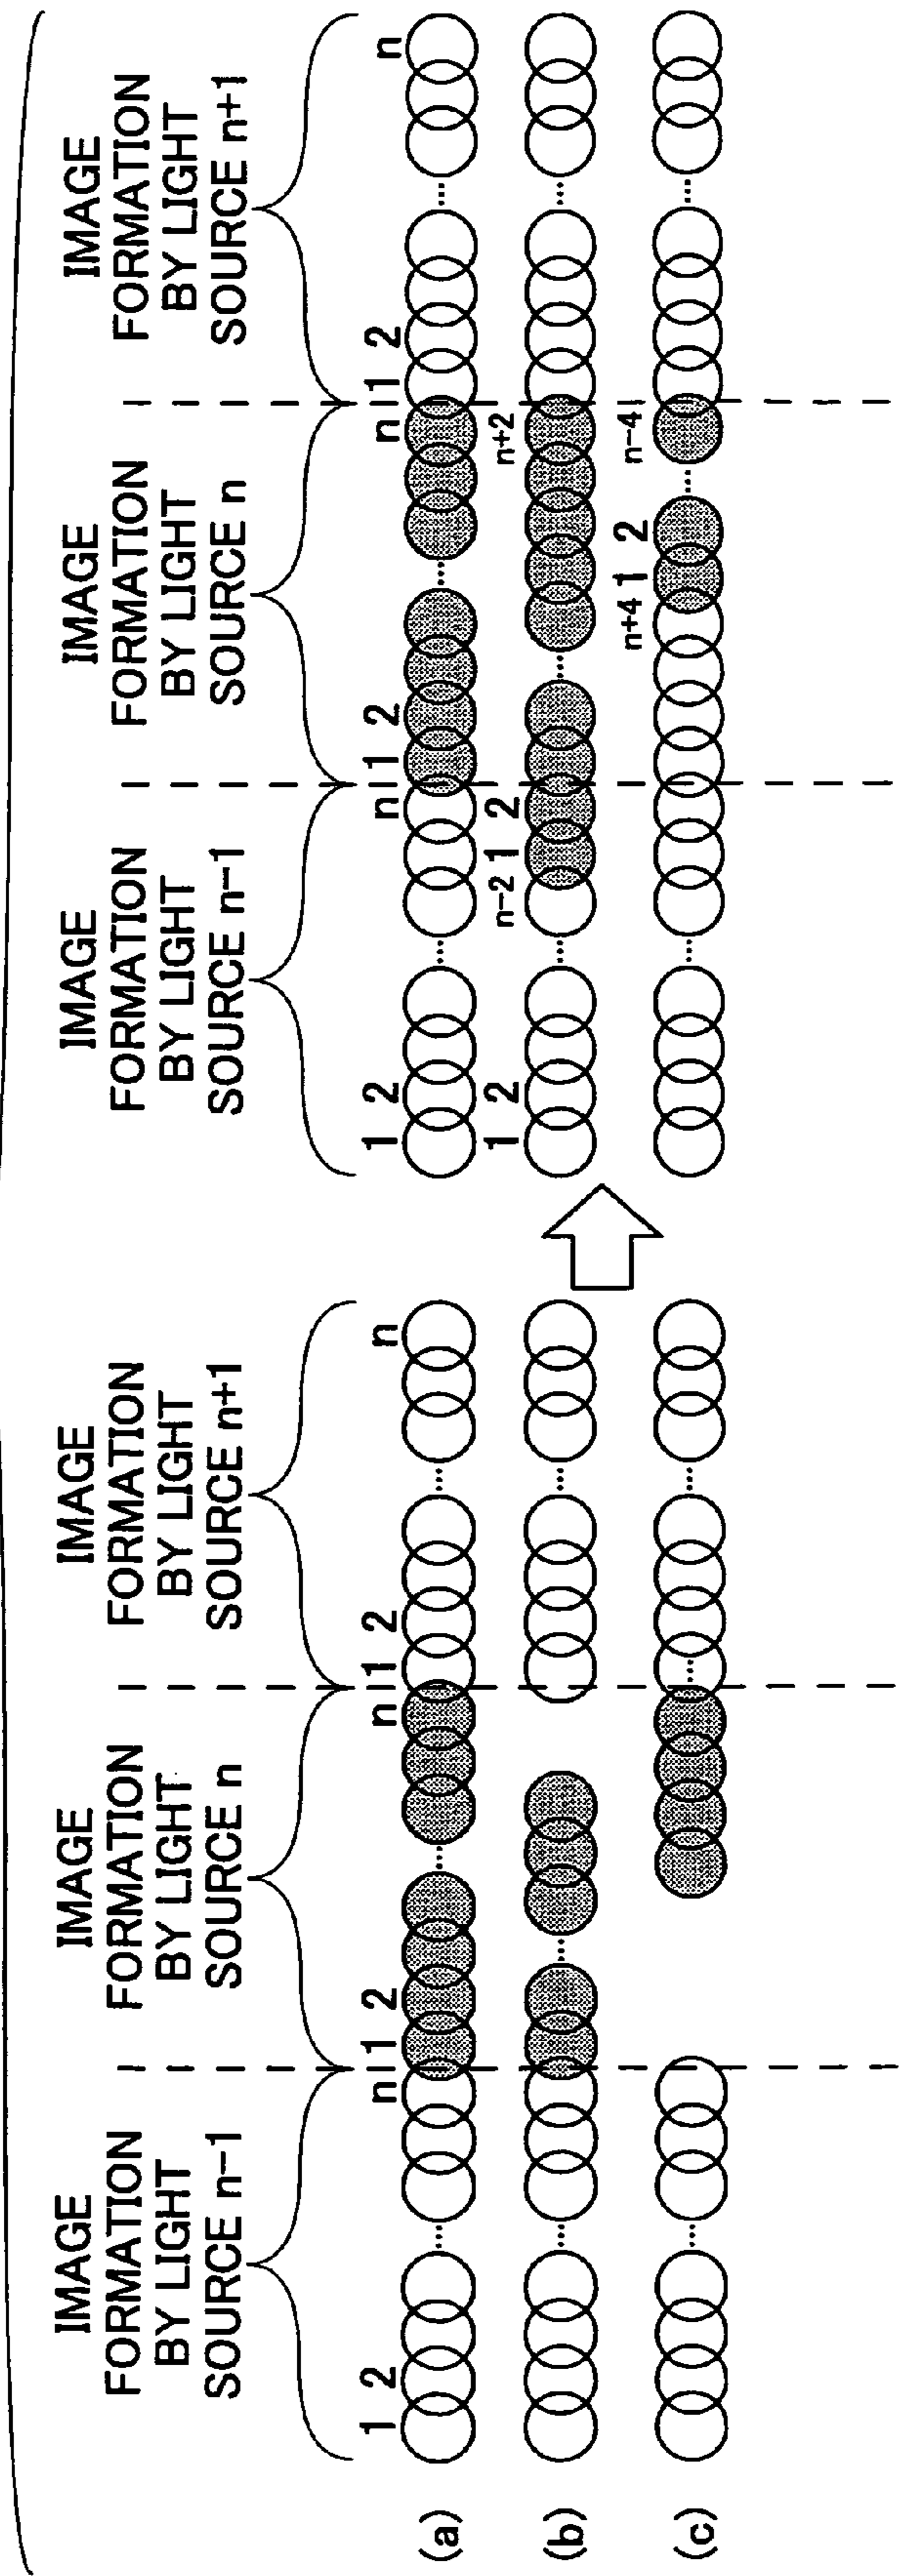 IMAGE
FORMATION
BY LIGHT
SOURCE n-1
IMAGE
FORMATION
BY LIGHT
SOURCE n
IMAGE
FORMATION
BY LIGHT
SOURCE n+1
IMAGE
FORMATION
BY LIGHT
SOURCE n-1
IMAGE
FORMATION
BY LIGHT
SOURCE n
IMAGE
FORMATION
BY LIGHT
SOURCE n+1
(a) 1 2 ... n 1 2 ... n 1 2 ... n 1 2 ... n 1 2 ... n 1 2 ... n
(b) ... ... ... 1 2 ... n-2 1 2 ... n+2 ...
(c) ... ... ... ... n+4 1 2 ... n-4 ...